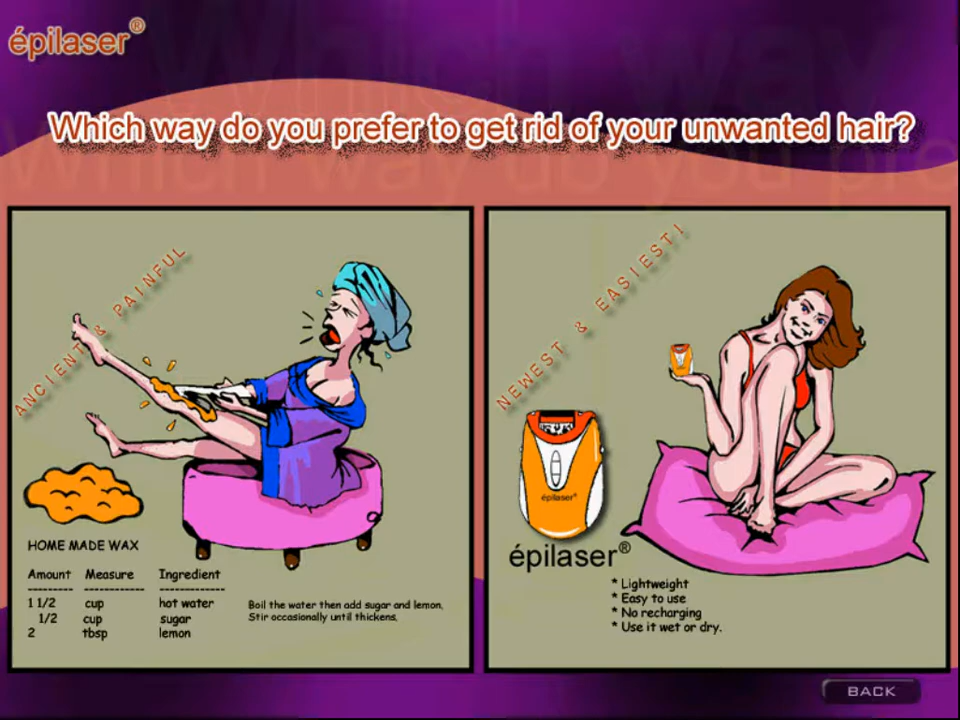 épilaser®
Which way do you prefer to get rid of your unwanted hair?
ANCIENT & PAINFUL
HOME MADE WAX
Amount Measure Ingredient
--------- ------------ -------------
1 1/2 cup hot water
1/2 cup sugar
2 tbsp lemon
Boil the water then add sugar and lemon.
Stir occasionally until thickens.
NEWEST & EASIEST!
épilaser®
épilaser®
* Lightweight
* Easy to use
* No recharging
* Use it wet or dry.
BACK